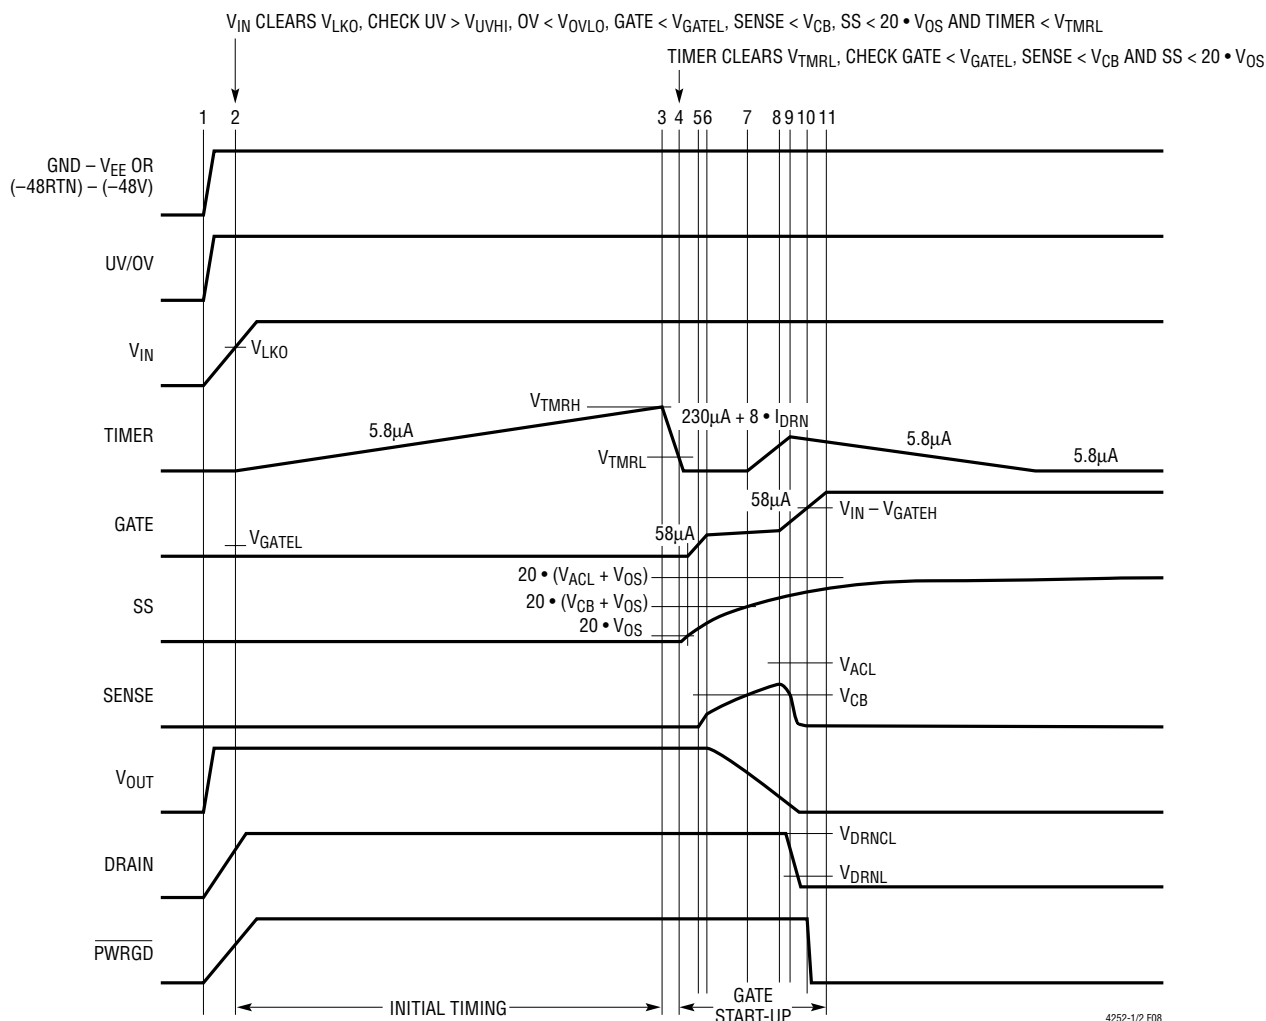 VIN CLEARS VLKO, CHECK UV > VUVHI, OV < VOVLO, GATE < VGATEL, SENSE < VCB, SS < 20 • VOS AND TIMER < VTMRL
TIMER CLEARS VTMRL, CHECK GATE < VGATEL, SENSE < VCB AND SS < 20 • VOS
1 2 3 4 5 6 7 8 9 10 11
GND – VEE OR
(–48RTN) – (–48V)
UV/OV
VIN
VLKO
TIMER
5.8µA
VTMRH
VTMRL
230µA + 8 • IDRN
5.8µA
5.8µA
GATE
VGATEL
58µA
58µA
VIN – VGATEH
SS
20 • (VACL + VOS)
20 • (VCB + VOS)
20 • VOS
SENSE
VACL
VCB
VOUT
DRAIN
VDRNCL
VDRNL
PWRGD
INITIAL TIMING
GATE
START-UP
4252-1/2 F08